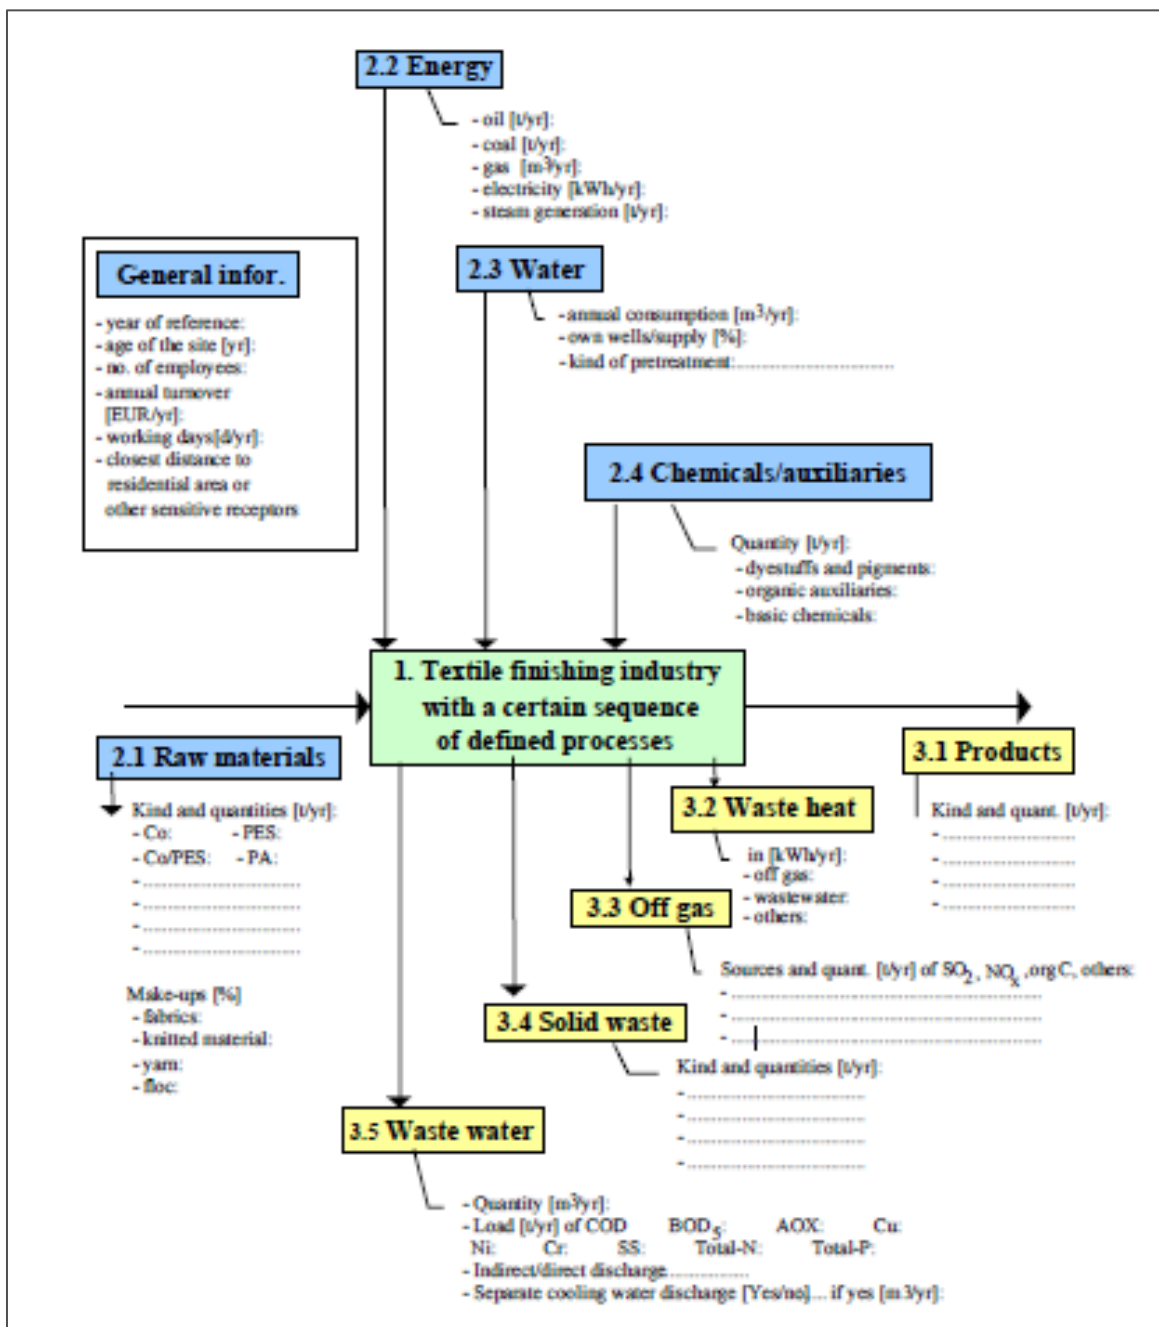 2.2 Energy
- oil [t/yr]:
- coal [t/yr]:
- gas [m³/yr]:
- electricity [kWh/yr]:
- steam generation [t/yr]:
General infor.
- year of reference:
- age of the site [yr]:
- no. of employees:
- annual turnover
[EUR/yr]:
- working days[d/yr]:
- closest distance to
residential area or
other sensitive receptors
2.3 Water
- annual consumption [m³/yr]:
- own wells/supply [%]:
- kind of pretreatment:......................................
2.4 Chemicals/auxiliaries
Quantity [t/yr]:
- dyestuffs and pigments:
- organic auxiliaries:
- basic chemicals:
1. Textile finishing industry
with a certain sequence
of defined processes
2.1 Raw materials
Kind and quantities [t/yr]:
- Co: - PES:
- Co/PES: - PA:
- ......................................
- ......................................
- ......................................
- ......................................
Make-ups [%]
- fabrics:
- knitted material:
- yarn:
- floc:
3.1 Products
Kind and quant. [t/yr]:
- ................................
- ................................
- ................................
- ................................
3.2 Waste heat
in [kWh/yr]:
- off gas:
- wastewater:
- others:
3.3 Off gas
Sources and quant. [t/yr] of SO₂, NOₓ, org C, others:
- ..........................................................................
- ..........................................................................
- ..........................................................................
3.4 Solid waste
Kind and quantities [t/yr]:
- ...........................................
- ...........................................
- ...........................................
- ...........................................
3.5 Waste water
- Quantity [m³/yr]:
- Load [t/yr] of COD BOD₅: AOX: Cu:
Ni: Cr: SS: Total-N: Total-P:
- Indirect/direct discharge....................
- Separate cooling water discharge [Yes/no].... if yes [m3/yr]: